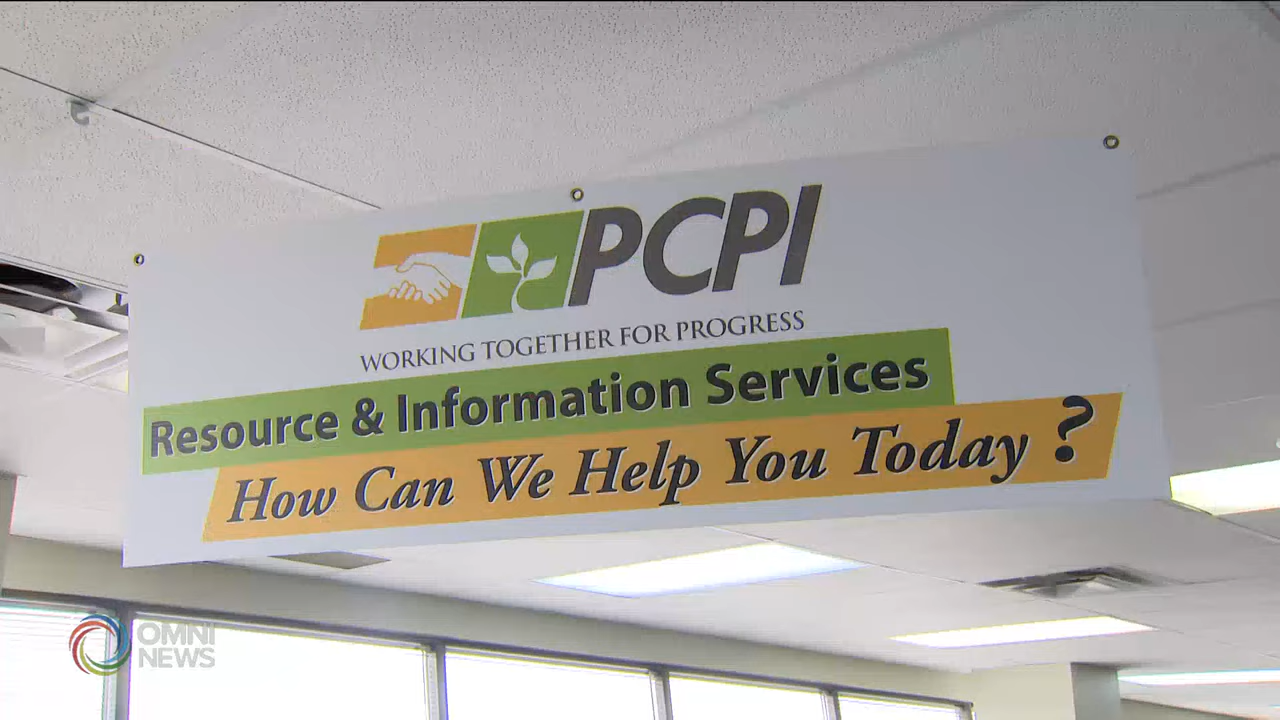 PCPI
WORKING TOGETHER FOR PROGRESS
Resource & Information Services
How Can We Help You Today ?
OMNI
NEWS